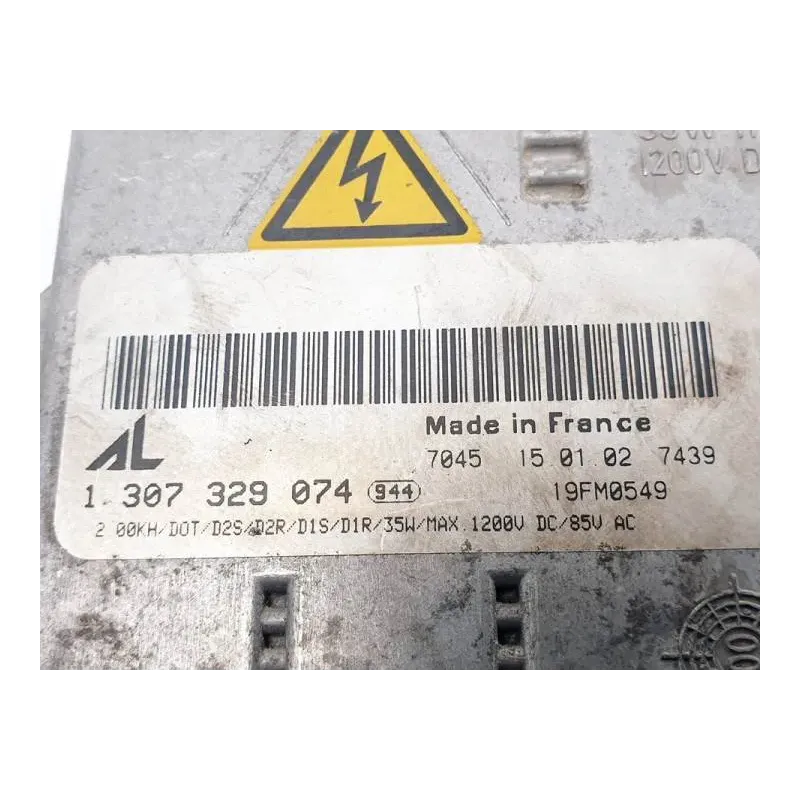 1200V D
AL
Made in France
7045 15.01.02 7439
1 307 329 074 944
19FM0549
2.00KH/DOT/D2S/D2R/D1S/D1R/35W/MAX.1200V DC/85V AC